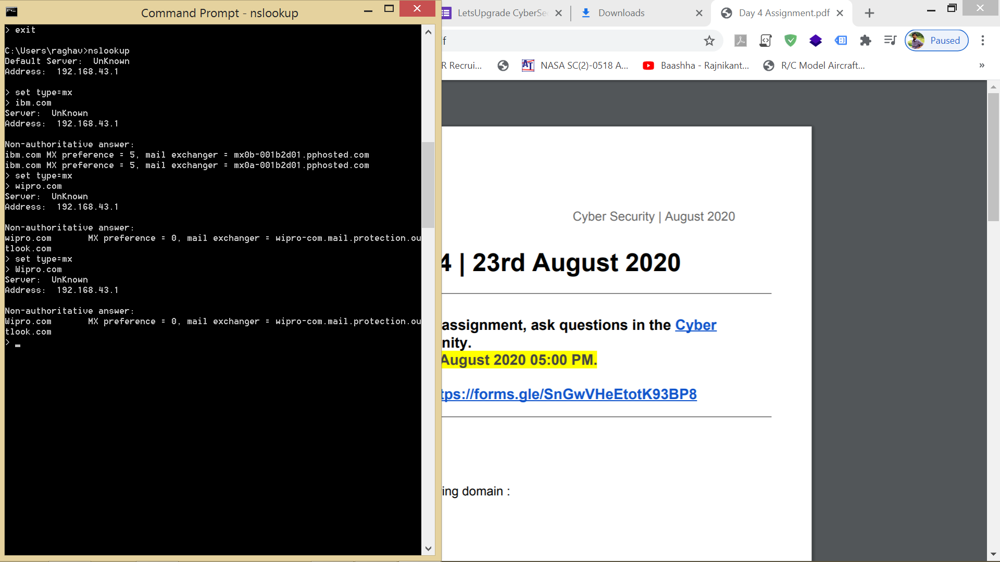 Command Prompt - nslookup
> exit
C:\Users\raghav>nslookup
Default Server:  UnKnown
Address:  192.168.43.1
> set type=mx
> ibm.com
Server:  UnKnown
Address:  192.168.43.1
Non-authoritative answer:
ibm.com MX preference = 5, mail exchanger = mx0b-001b2d01.pphosted.com
ibm.com MX preference = 5, mail exchanger = mx0a-001b2d01.pphosted.com
> set type=mx
> wipro.com
Server:  UnKnown
Address:  192.168.43.1
Non-authoritative answer:
wipro.com       MX preference = 0, mail exchanger = wipro-com.mail.protection.ou
tlook.com
> set type=mx
> Wipro.com
Server:  UnKnown
Address:  192.168.43.1
Non-authoritative answer:
Wipro.com       MX preference = 0, mail exchanger = wipro-com.mail.protection.ou
tlook.com
>
LetsUpgrade CyberSe
Downloads
Day 4 Assignment.pdf
f
Paused
R Recrui...
AT NASA SC(2)-0518 A...
Baashha - Rajnikant...
R/C Model Aircraft...
»
Cyber Security | August 2020
4 | 23rd August 2020
assignment, ask questions in the Cyber
nity.
August 2020 05:00 PM.
tps://forms.gle/SnGwVHeEtotK93BP8
ing domain :